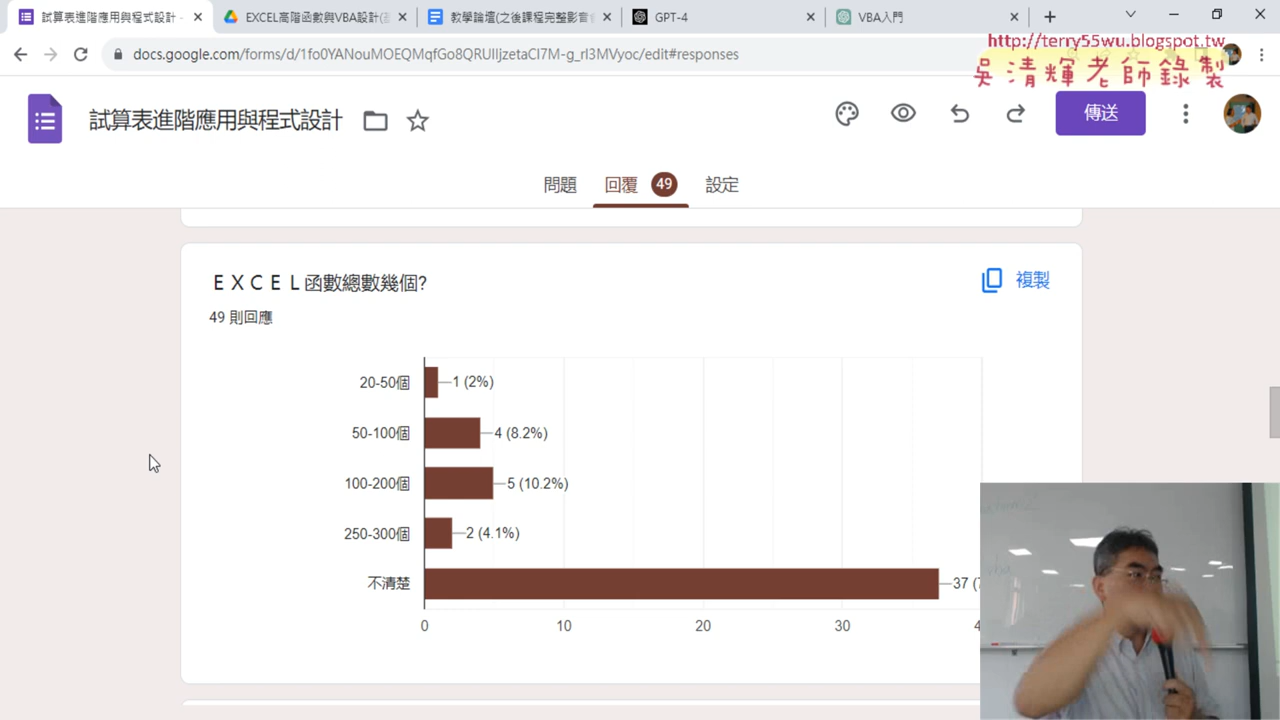 試算表進階應用與程式設計 -
EXCEL高階函數與VBA設計(
教學論壇(之後課程完整影音
GPT-4
VBA入門
docs.google.com/forms/d/1fo0YANouMOEQMqfGo8QRUIIJjzetaCI7M-g_rI3MVyoc/edit#responses
http://terry55wu.blogspot.tw
吳清輝老師錄製
試算表進階應用與程式設計
傳送
問題
回覆 49
設定
ＥＸＣＥＬ函數總數幾個?
複製
49 則回應
20-50個 1 (2%)
50-100個 4 (8.2%)
100-200個 5 (10.2%)
250-300個 2 (4.1%)
不清楚 37 (
0 10 20 30
vba